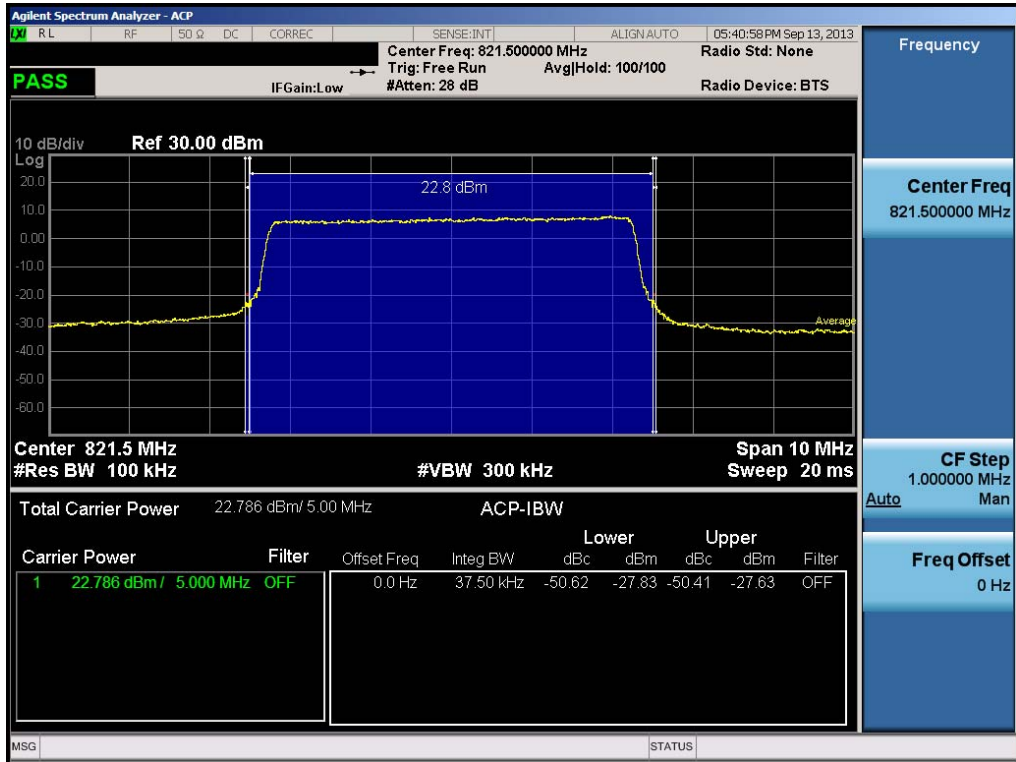 Agilent Spectrum Analyzer - ACP
LXI RL RF 50 Ω DC CORREC SENSE:INT ALIGN AUTO 05:40:58 PM Sep 13, 2013
Center Freq: 821.500000 MHz Radio Std: None
Trig: Free Run Avg|Hold: 100/100
PASS IFGain:Low #Atten: 28 dB Radio Device: BTS
10 dB/div Ref 30.00 dBm
Log
20.0
10.0
0.00
-10.0
-20.0
-30.0
-40.0
-50.0
-60.0
22.8 dBm
Average
Center 821.5 MHz Span 10 MHz
#Res BW 100 kHz #VBW 300 kHz Sweep 20 ms
Total Carrier Power 22.786 dBm/ 5.00 MHz ACP-IBW
Lower Upper
Carrier Power Filter Offset Freq Integ BW dBc dBm dBc dBm Filter
1 22.786 dBm / 5.000 MHz OFF 0.0 Hz 37.50 kHz -50.62 -27.83 -50.41 -27.63 OFF
MSG STATUS
Frequency
Center Freq
821.500000 MHz
CF Step
1.000000 MHz
Auto Man
Freq Offset
0 Hz